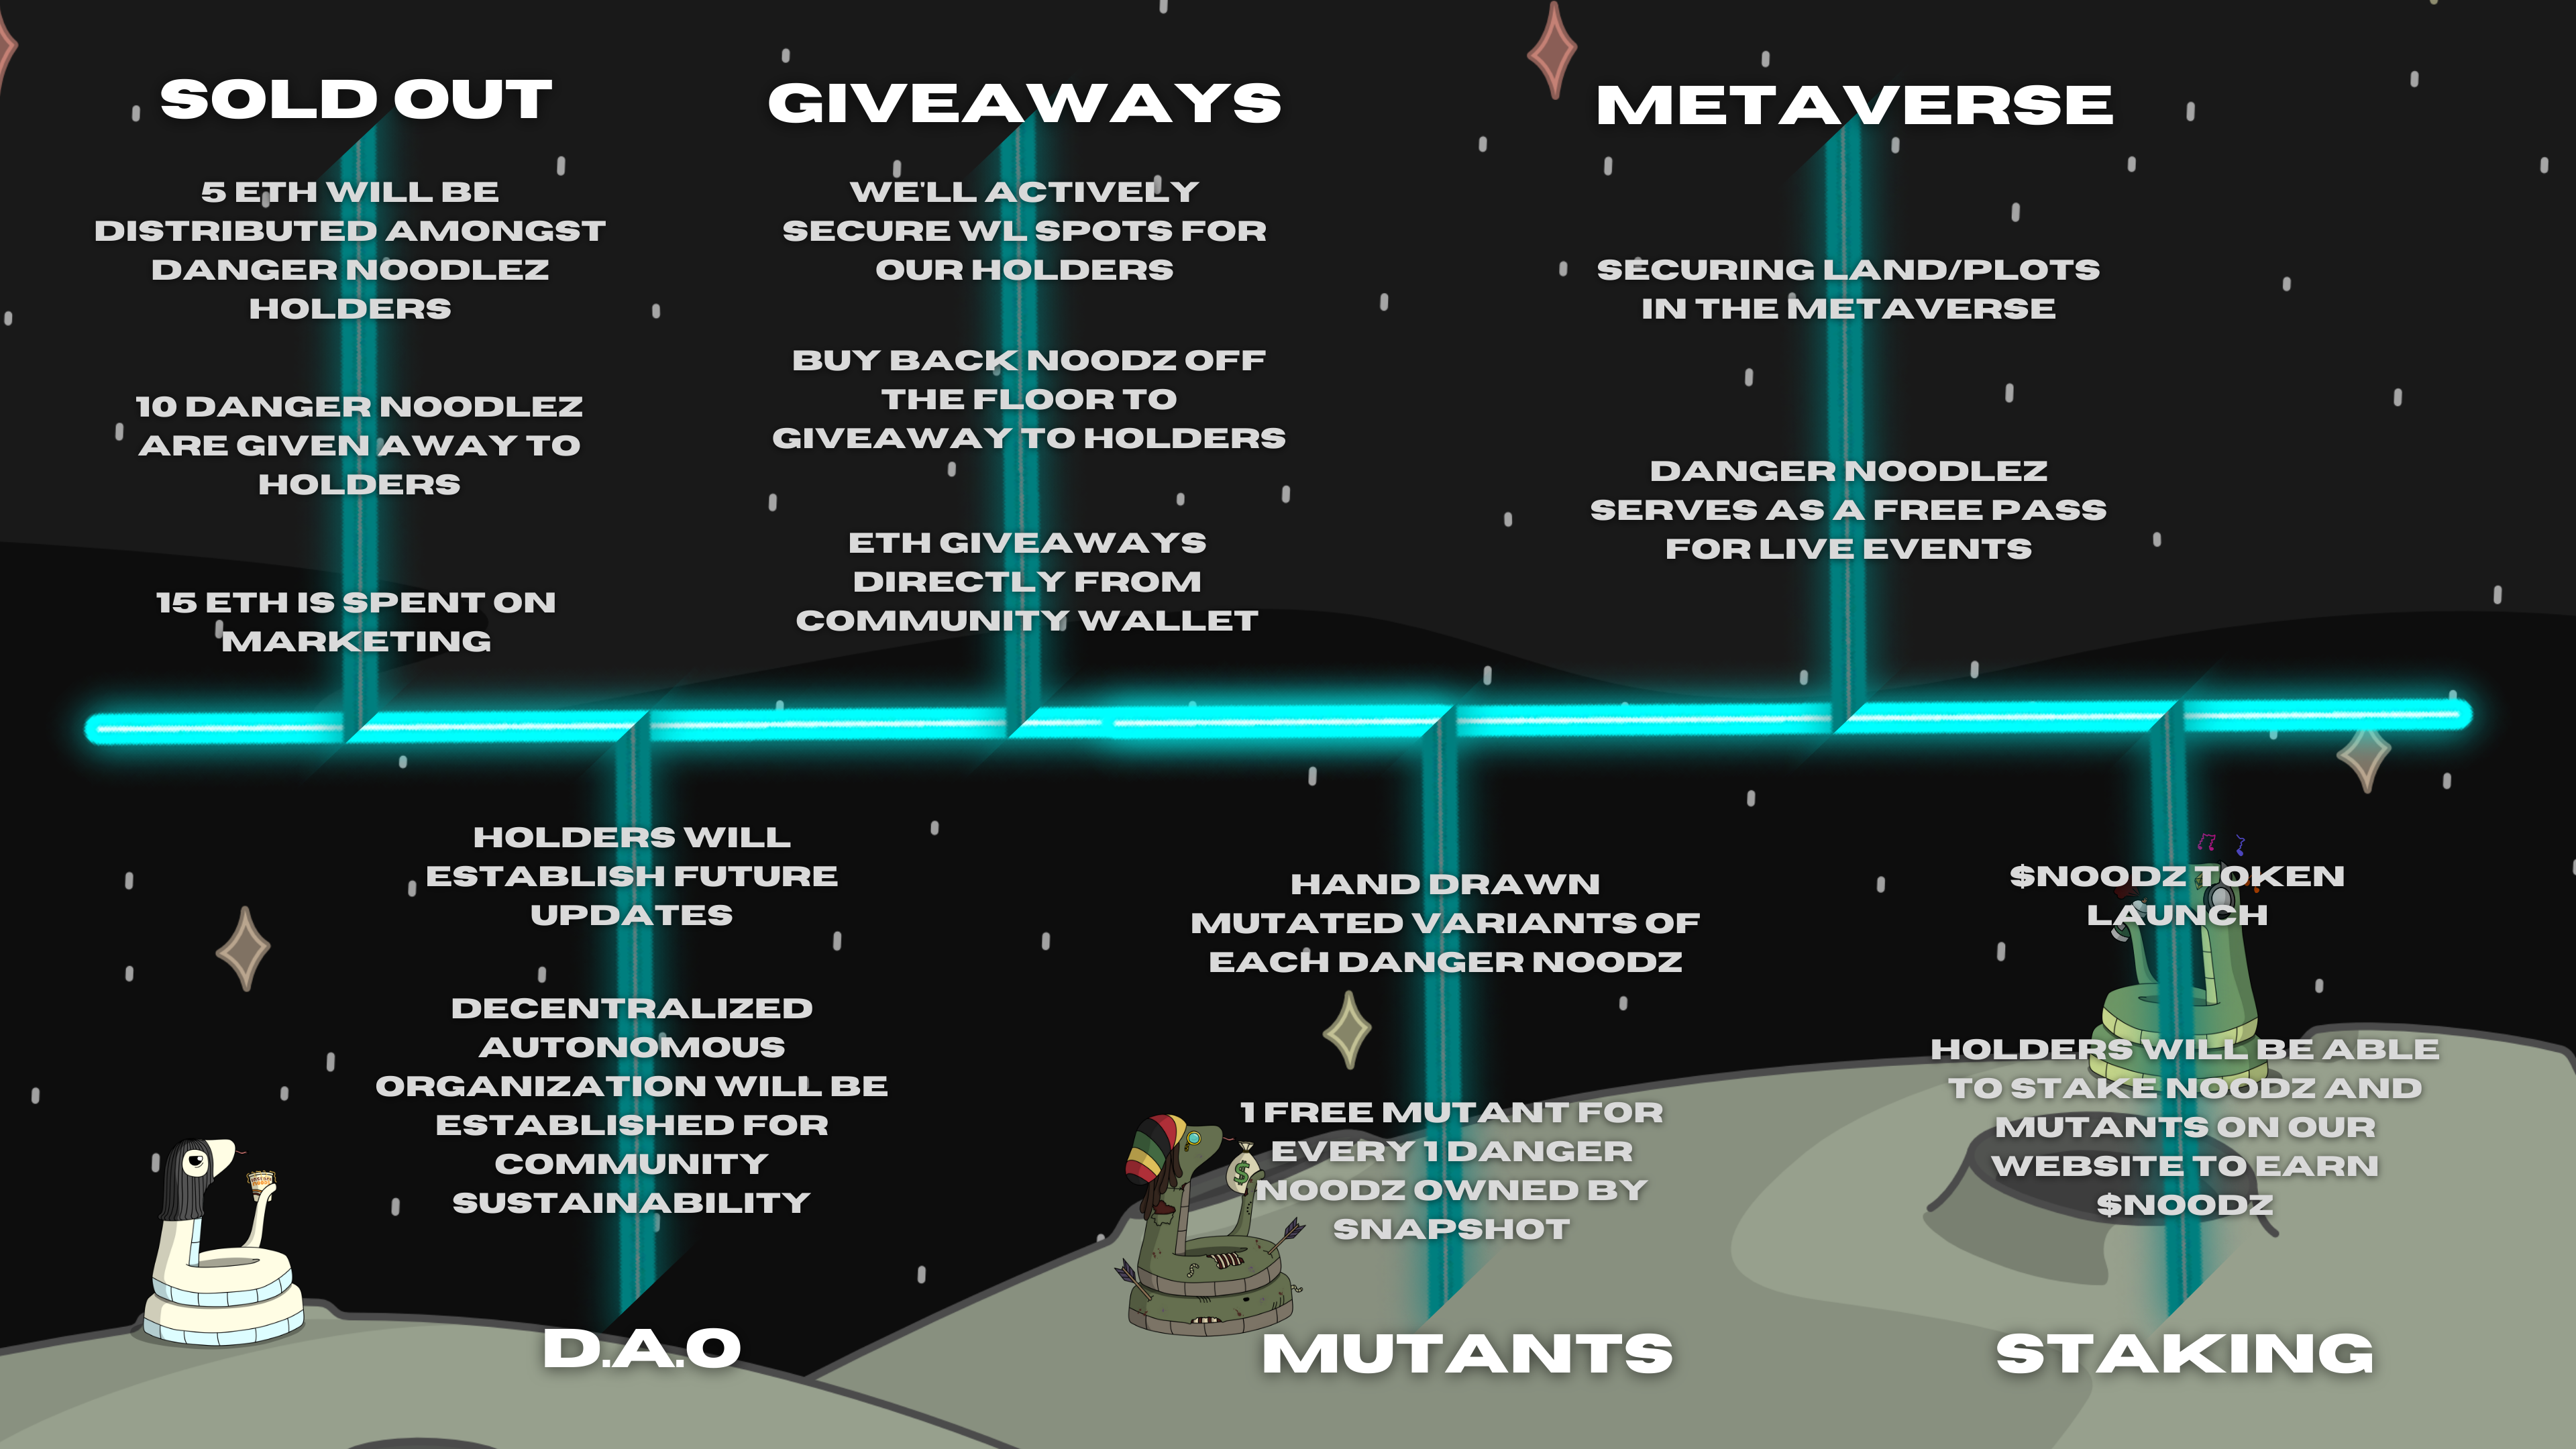 SOLD OUT
5 ETH WILL BE
DISTRIBUTED AMONGST
DANGER NOODLEZ
HOLDERS
10 DANGER NOODLEZ
ARE GIVEN AWAY TO
HOLDERS
15 ETH IS SPENT ON
MARKETING
GIVEAWAYS
WE'LL ACTIVELY
SECURE WL SPOTS FOR
OUR HOLDERS
BUY BACK NOODZ OFF
THE FLOOR TO
GIVEAWAY TO HOLDERS
ETH GIVEAWAYS
DIRECTLY FROM
COMMUNITY WALLET
METAVERSE
SECURING LAND/PLOTS
IN THE METAVERSE
DANGER NOODLEZ
SERVES AS A FREE PASS
FOR LIVE EVENTS
HOLDERS WILL
ESTABLISH FUTURE
UPDATES
DECENTRALIZED
AUTONOMOUS
ORGANIZATION WILL BE
ESTABLISHED FOR
COMMUNITY
SUSTAINABILITY
D.A.O
HAND DRAWN
MUTATED VARIANTS OF
EACH DANGER NOODZ
1 FREE MUTANT FOR
EVERY 1 DANGER
NOODZ OWNED BY
SNAPSHOT
$
MUTANTS
$NOODZ TOKEN
LAUNCH
HOLDERS WILL BE ABLE
TO STAKE NOODZ AND
MUTANTS ON OUR
WEBSITE TO EARN
$NOODZ
STAKING